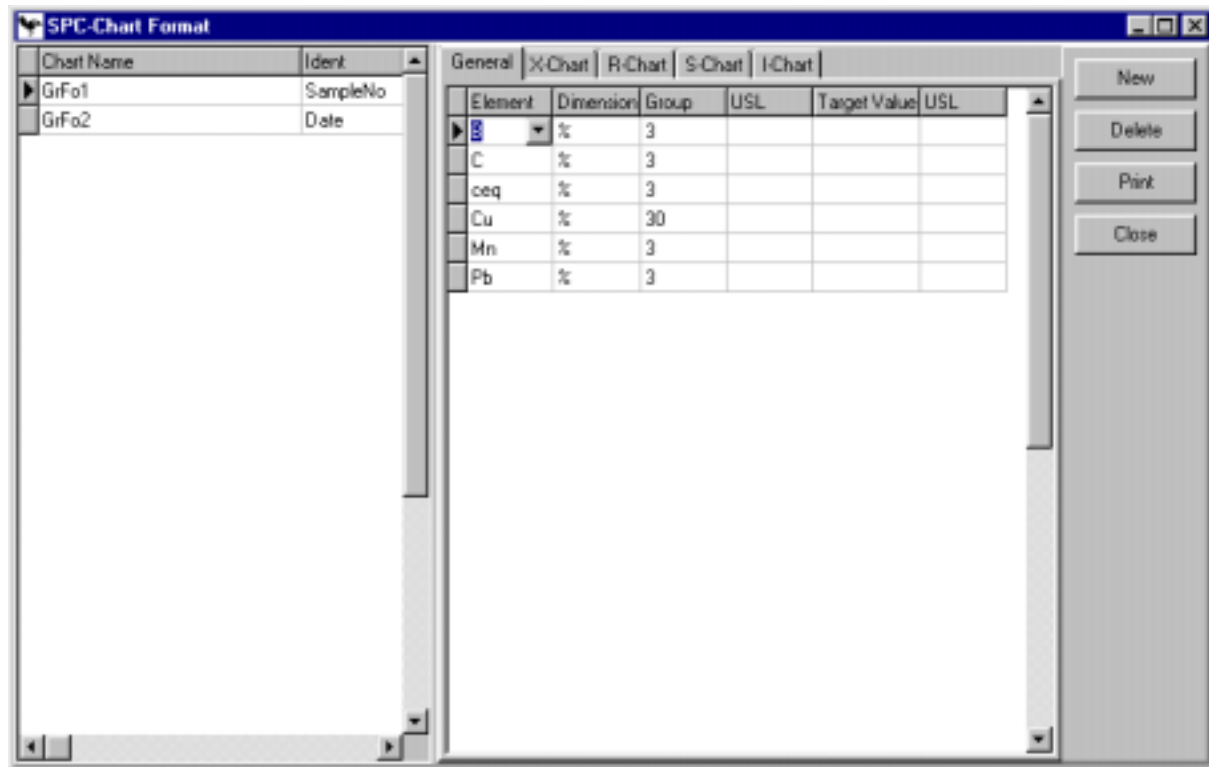 SPC-Chart Format
Chart Name Ident
GrFo1 SampleNo
GrFo2 Date
General X-Chart R-Chart S-Chart I-Chart
Element Dimension Group USL Target Value USL
B % 3
C % 3
ceq % 3
Cu % 30
Mn % 3
Pb % 3
New
Delete
Print
Close